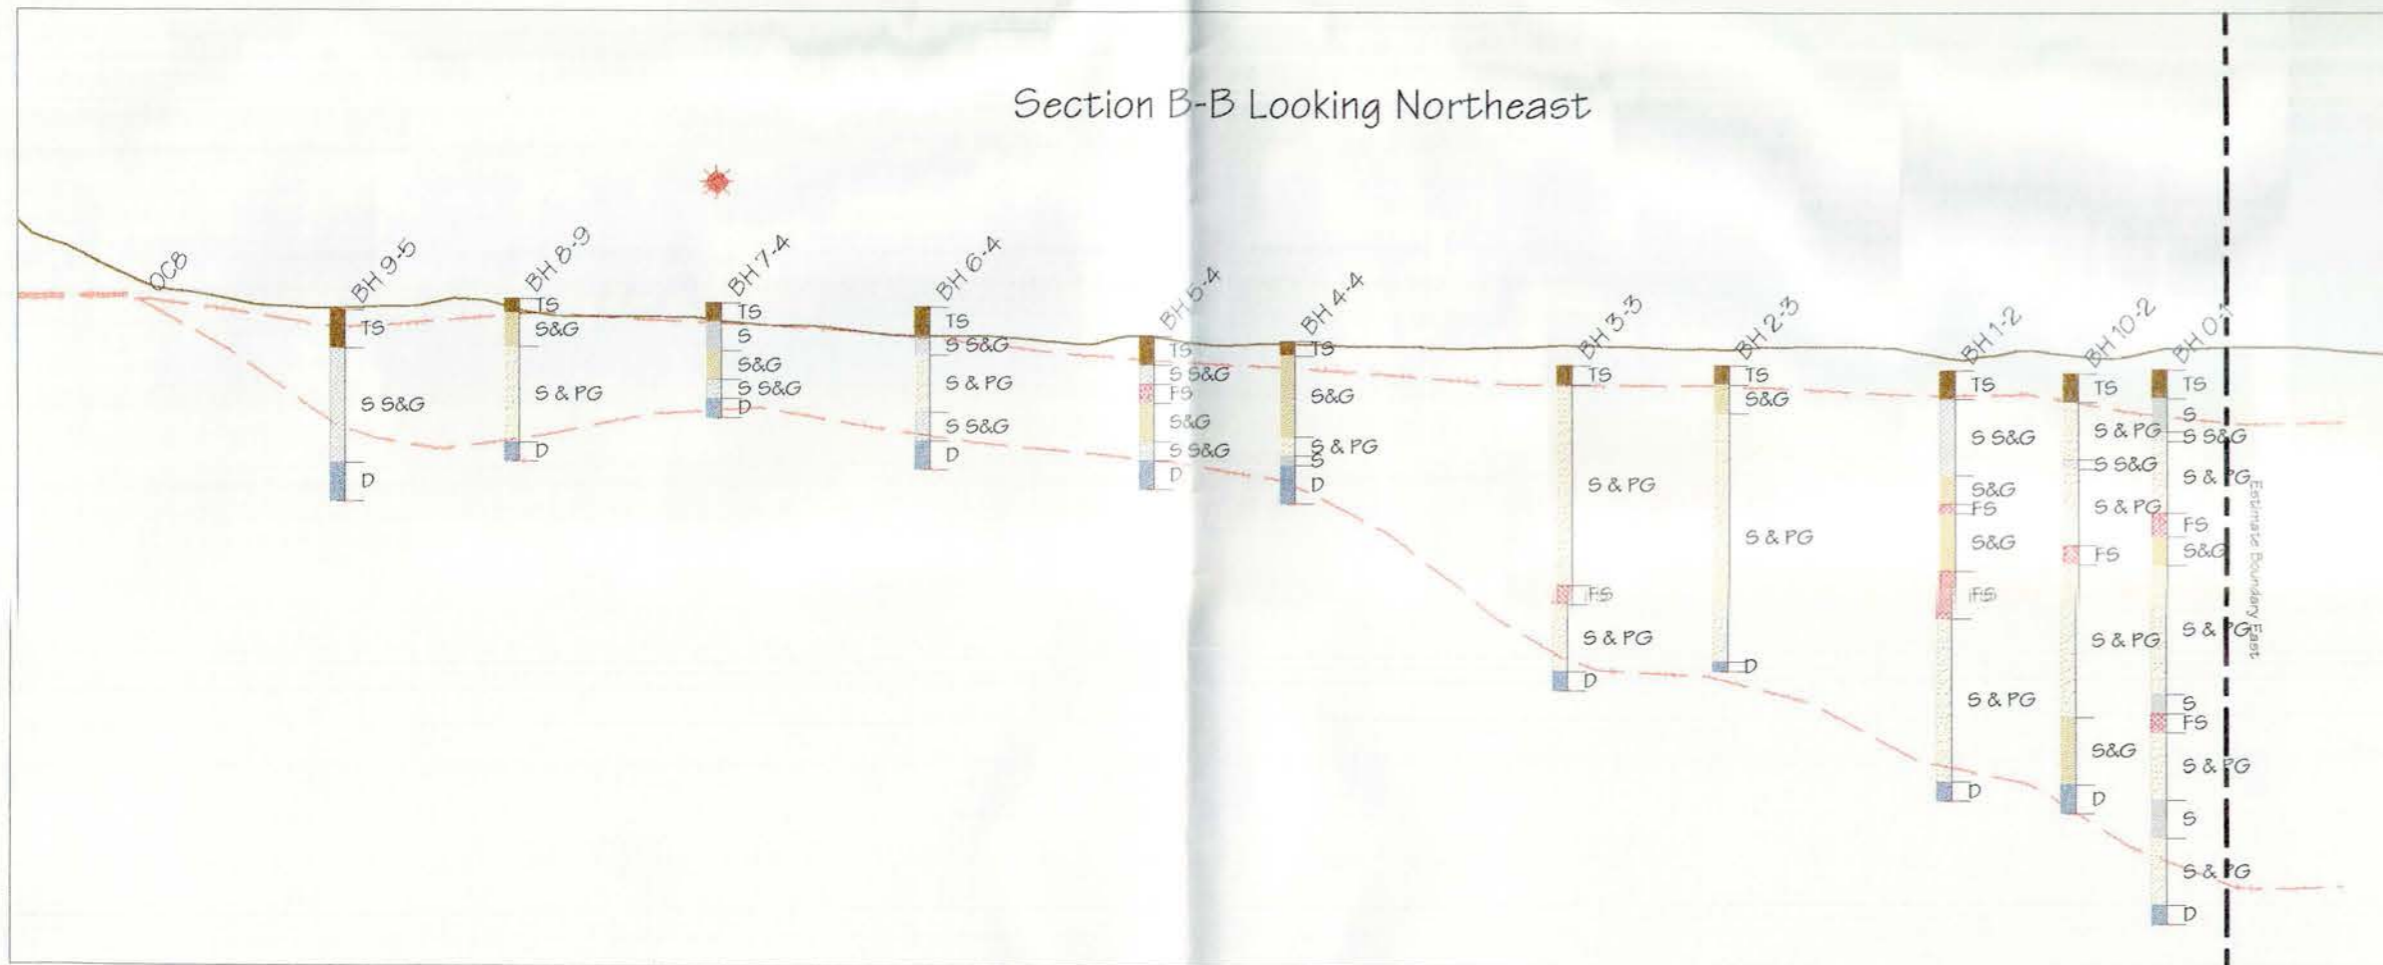 Section B-B Looking Northeast
OC8
BH 9-5
TS
S S&G
D
BH 8-9
TS
S&G
S & PG
D
BH 7-4
TS
S
S&G
S S&G
D
BH 6-4
TS
S S&G
S & PG
S S&G
D
BH 5-4
TS
S S&G
FS
S&G
S S&G
D
BH 4-4
TS
S&G
S & PG
S
D
BH 3-3
TS
S & PG
FS
S & PG
D
BH 2-3
TS
S&G
S & PG
D
BH 1-2
TS
S S&G
S&G
FS
S&G
FS
S & PG
D
BH 10-2
TS
S & PG
S S&G
S & PG
FS
S & PG
S&G
D
BH 0-1
TS
S
S S&G
S & PG
FS
S&G
S & PG
S
FS
S & PG
S
S & PG
D
Estimate Boundary East